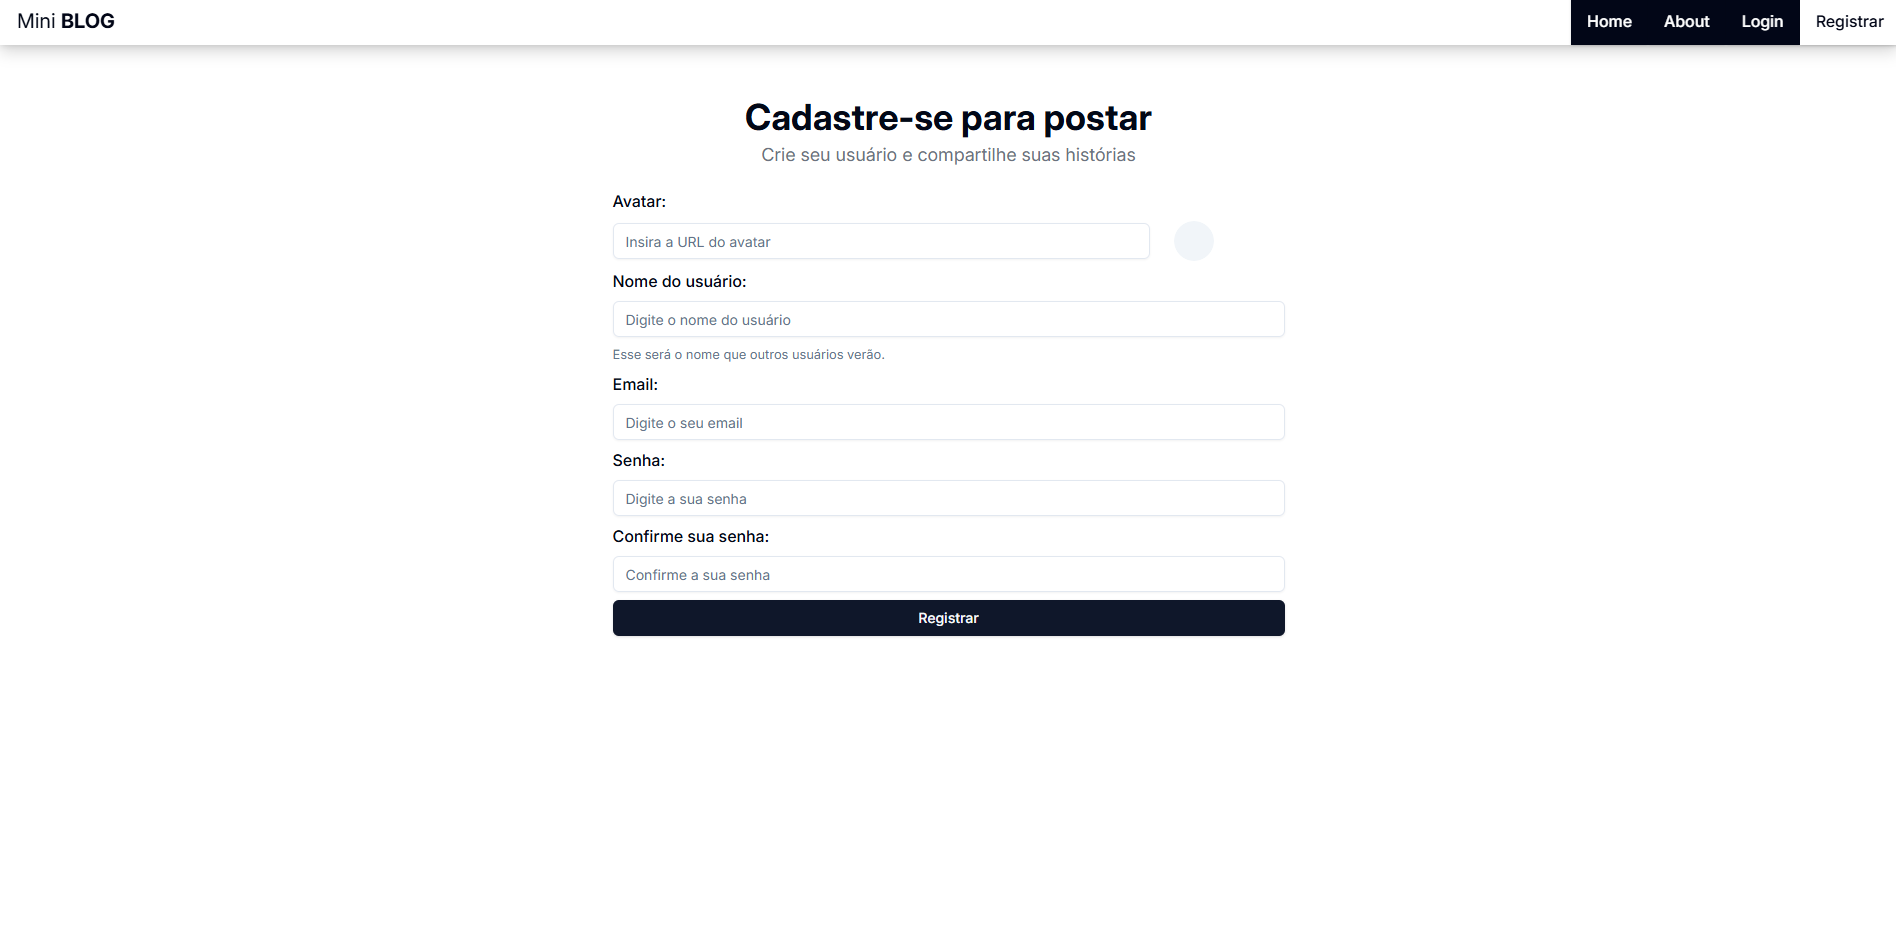 Mini BLOG
Home About Login Registrar
Cadastre-se para postar
Crie seu usuário e compartilhe suas histórias
Avatar:
Insira a URL do avatar
Nome do usuário:
Digite o nome do usuário
Esse será o nome que outros usuários verão.
Email:
Digite o seu email
Senha:
Digite a sua senha
Confirme sua senha:
Confirme a sua senha
Registrar